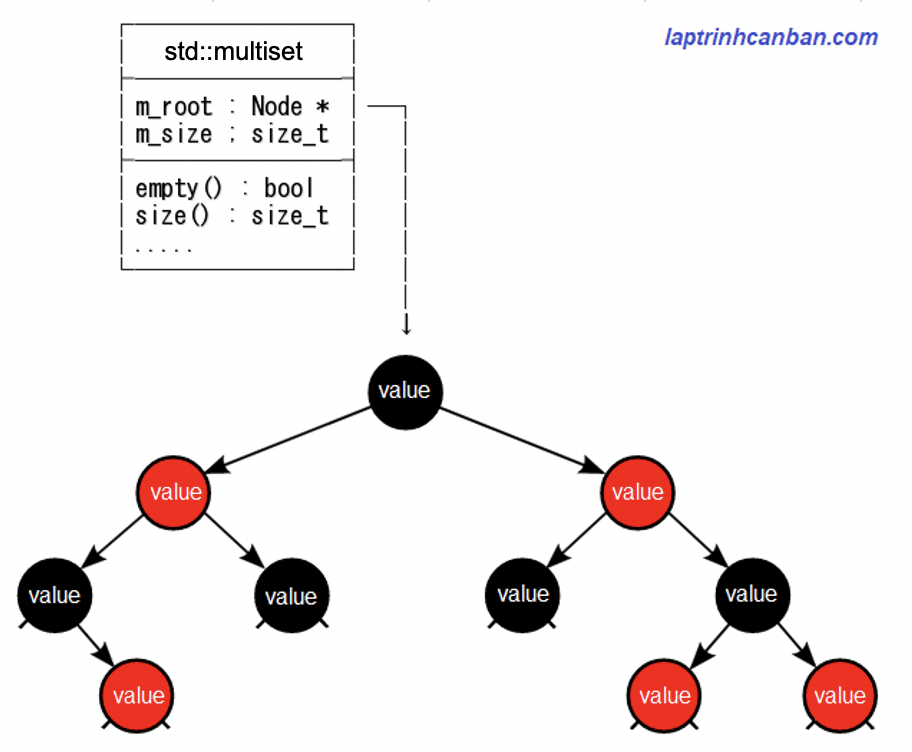 std::multiset
laptrinhcanban.com
m_root : Node *
m_size ; size_t
empty() : bool
size() : size_t
.....
value
value
value
value
value
value
value
value
value
value